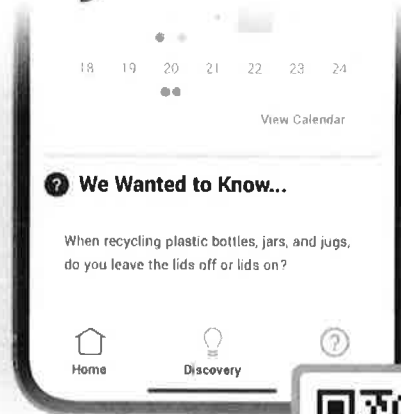 18 19 20 21 22 23 24
View Calendar
? We Wanted to Know...
When recycling plastic bottles, jars, and jugs,
do you leave the lids off or lids on?
?
Home Discovery